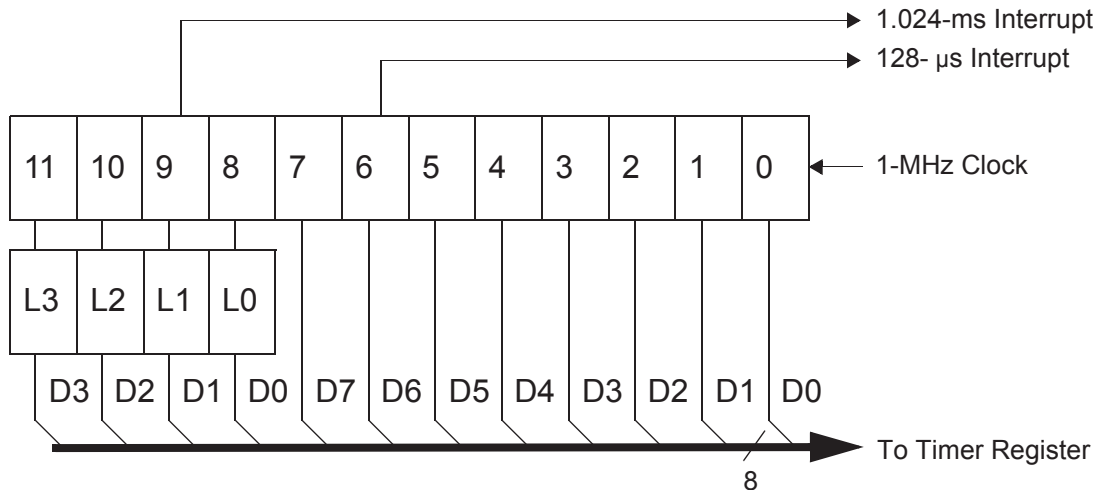 1.024-ms Interrupt
128- µs Interrupt
11 10 9 8 7 6 5 4 3 2 1 0
1-MHz Clock
L3 L2 L1 L0
D3 D2 D1 D0 D7 D6 D5 D4 D3 D2 D1 D0
To Timer Register
8